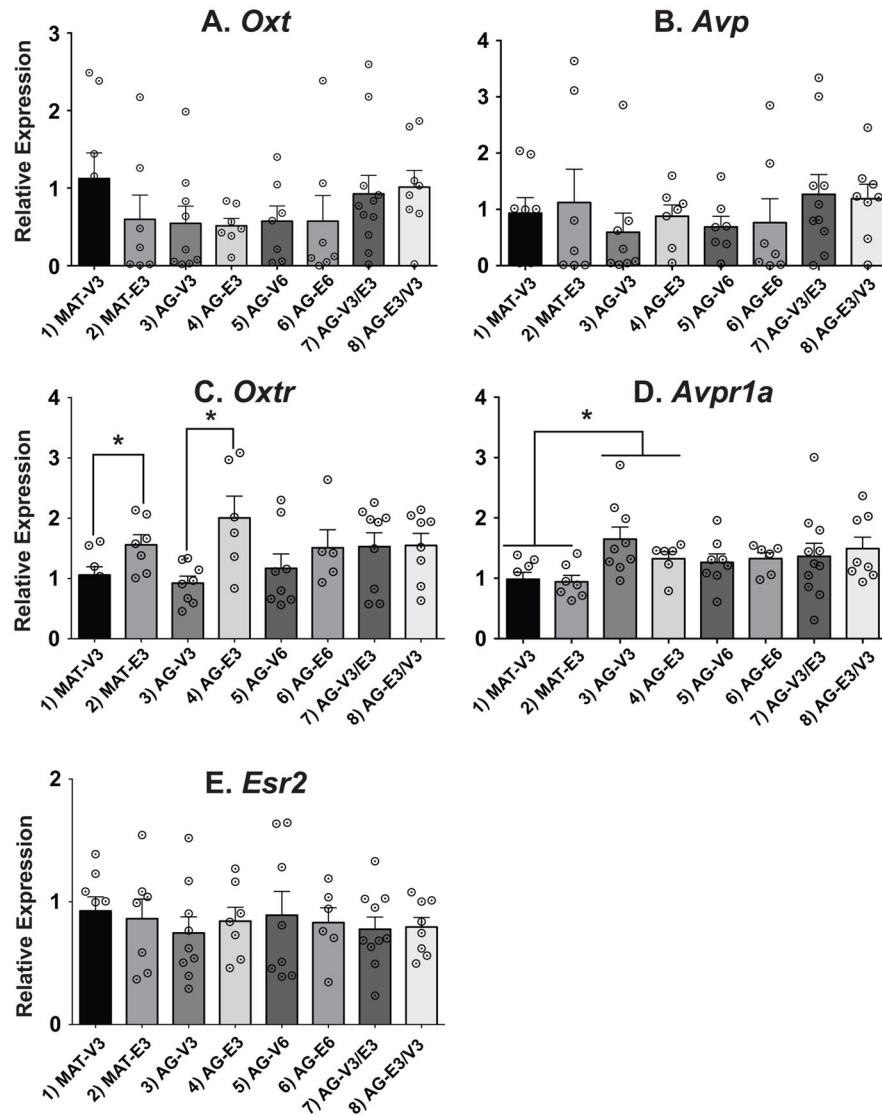 A. Oxt
Relative Expression
3
2
1
0
1) MAT-V3
2) MAT-E3
3) AG-V3
4) AG-E3
5) AG-V6
6) AG-E6
7) AG-V3/E3
8) AG-E3/V3
B. Avp
4
3
2
1
0
1) MAT-V3
2) MAT-E3
3) AG-V3
4) AG-E3
5) AG-V6
6) AG-E6
7) AG-V3/E3
8) AG-E3/V3
C. Oxtr
Relative Expression
4
3
2
1
0
*
*
1) MAT-V3
2) MAT-E3
3) AG-V3
4) AG-E3
5) AG-V6
6) AG-E6
7) AG-V3/E3
8) AG-E3/V3
D. Avpr1a
4
3
2
1
0
*
1) MAT-V3
2) MAT-E3
3) AG-V3
4) AG-E3
5) AG-V6
6) AG-E6
7) AG-V3/E3
8) AG-E3/V3
E. Esr2
Relative Expression
2
1
0
1) MAT-V3
2) MAT-E3
3) AG-V3
4) AG-E3
5) AG-V6
6) AG-E6
7) AG-V3/E3
8) AG-E3/V3